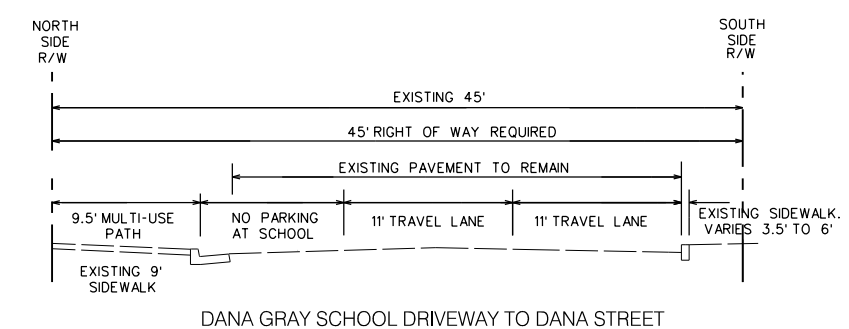 NORTH
SIDE
R/W
SOUTH
SIDE
R/W
EXISTING 45'
45' RIGHT OF WAY REQUIRED
EXISTING PAVEMENT TO REMAIN
9.5' MULTI-USE
PATH
NO PARKING
AT SCHOOL
11' TRAVEL LANE
11' TRAVEL LANE
EXISTING SIDEWALK.
VARIES 3.5' TO 6'
EXISTING 9'
SIDEWALK
DANA GRAY SCHOOL DRIVEWAY TO DANA STREET